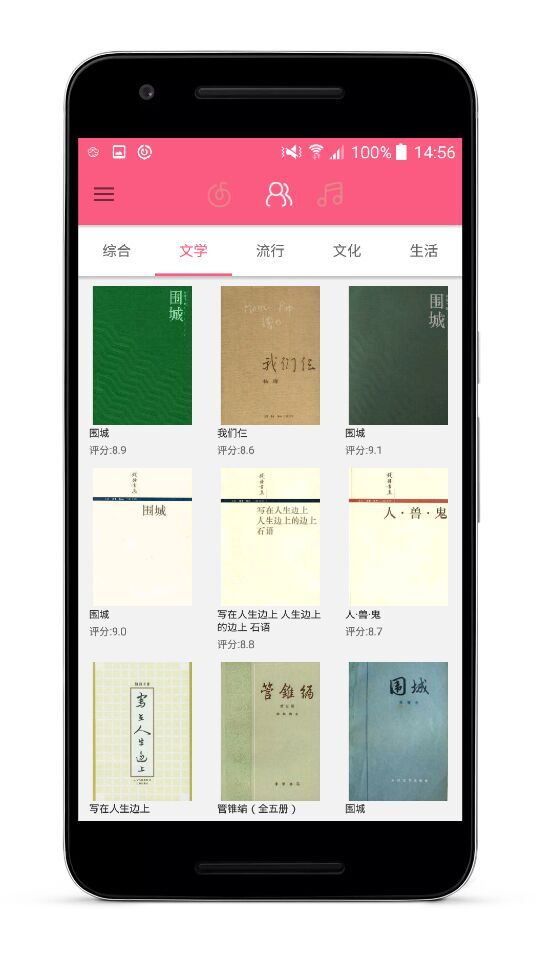 100% 14:56
综合 文学 流行 文化 生活
围城
我们仨
杨绛
围城
围城
评分:8.9
我们仨
评分:8.6
围城
评分:9.1
钱锺书集
围城
钱锺书集
写在人生边上
人生边上的边上
石语
钱锺书集
人·兽·鬼
围城
评分:9.0
写在人生边上 人生边上
的边上 石语
评分:8.8
人·兽·鬼
评分:8.7
写在人生边上
管锥编
围城
写在人生边上
管锥编（全五册）
围城